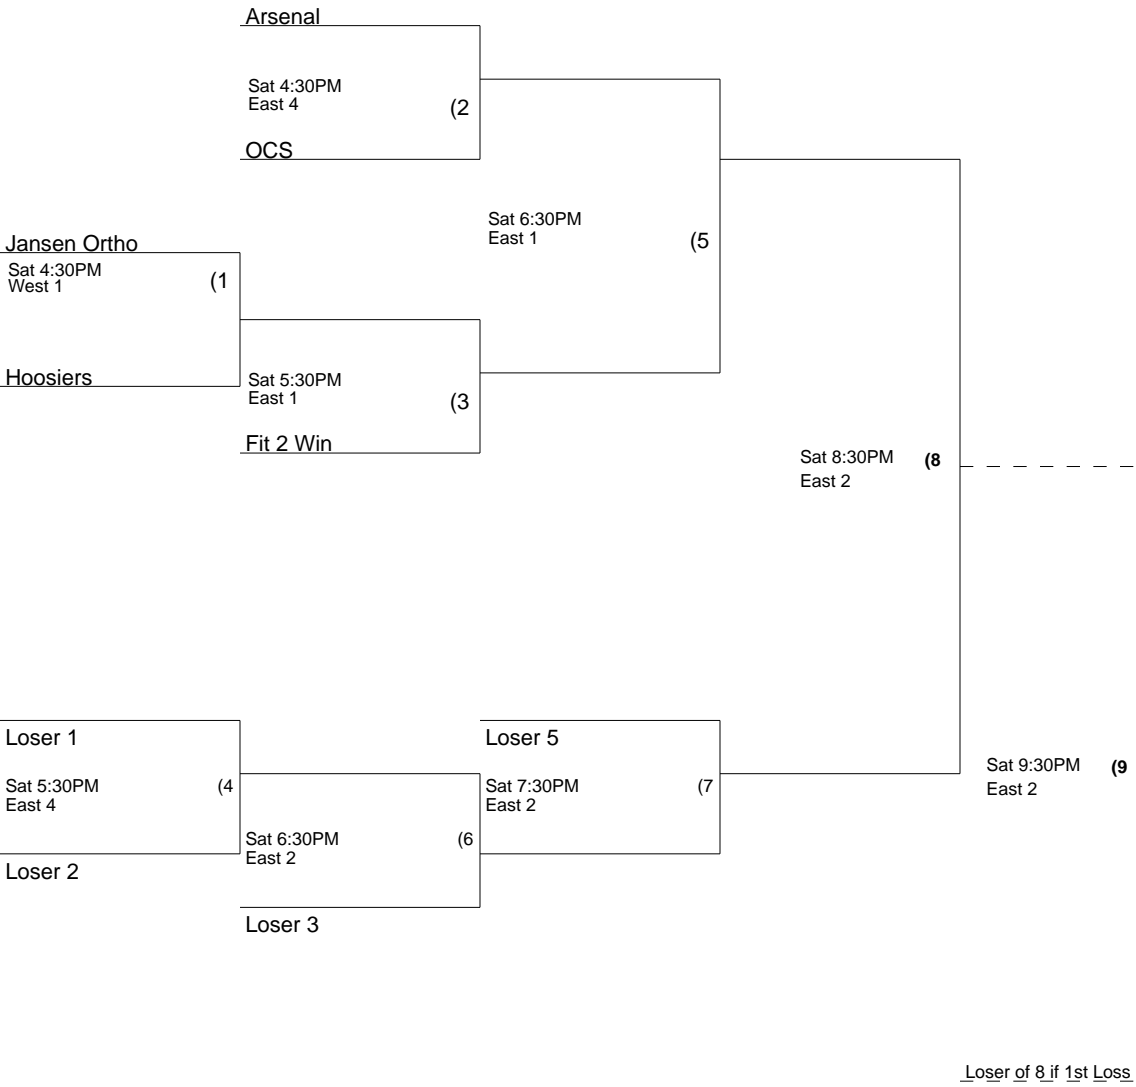 Arsenal
Sat 4:30PM
East 4
(2
OCS
Sat 6:30PM
East 1
(5
Jansen Ortho
Sat 4:30PM
West 1
(1
Hoosiers
Sat 5:30PM
East 1
(3
Fit 2 Win
Sat 8:30PM
(8
East 2
Loser 1
Loser 5
Sat 5:30PM
East 4
(4
Sat 7:30PM
East 2
(7
Sat 9:30PM
(9
East 2
Sat 6:30PM
East 2
(6
Loser 2
Loser 3
Loser of 8 if 1st Loss